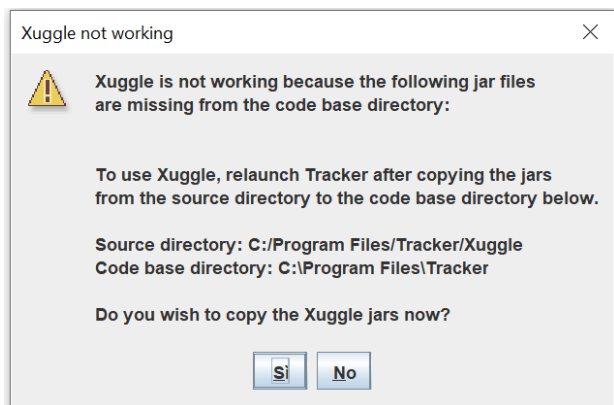 Xuggle not working
Xuggle is not working because the following jar files
are missing from the code base directory:
To use Xuggle, relaunch Tracker after copying the jars
from the source directory to the code base directory below.
Source directory: C:/Program Files/Tracker/Xuggle
Code base directory: C:\Program Files\Tracker
Do you wish to copy the Xuggle jars now?
Sì No